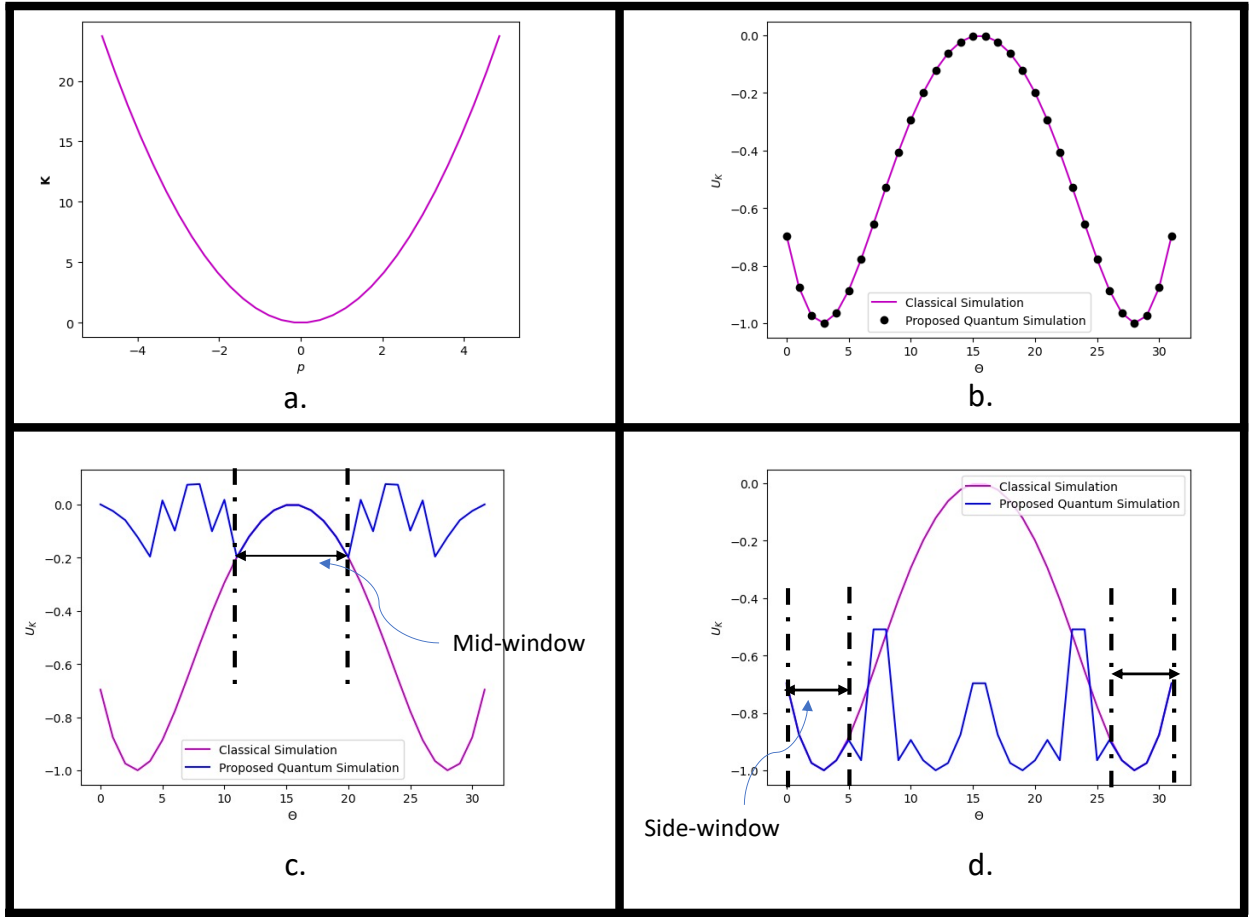 20
15
10
5
0
K
−4
−2
0
2
4
p
a.
0.0
−0.2
−0.4
−0.6
−0.8
−1.0
U_K
Classical Simulation
Proposed Quantum Simulation
0
5
10
15
20
25
30
Θ
b.
0.0
−0.2
−0.4
−0.6
−0.8
−1.0
U_K
Mid-window
Classical Simulation
Proposed Quantum Simulation
0
5
10
15
20
25
30
Θ
c.
0.0
−0.2
−0.4
−0.6
−0.8
−1.0
U_K
Classical Simulation
Proposed Quantum Simulation
0
5
10
15
20
25
30
Θ
Side-window
d.